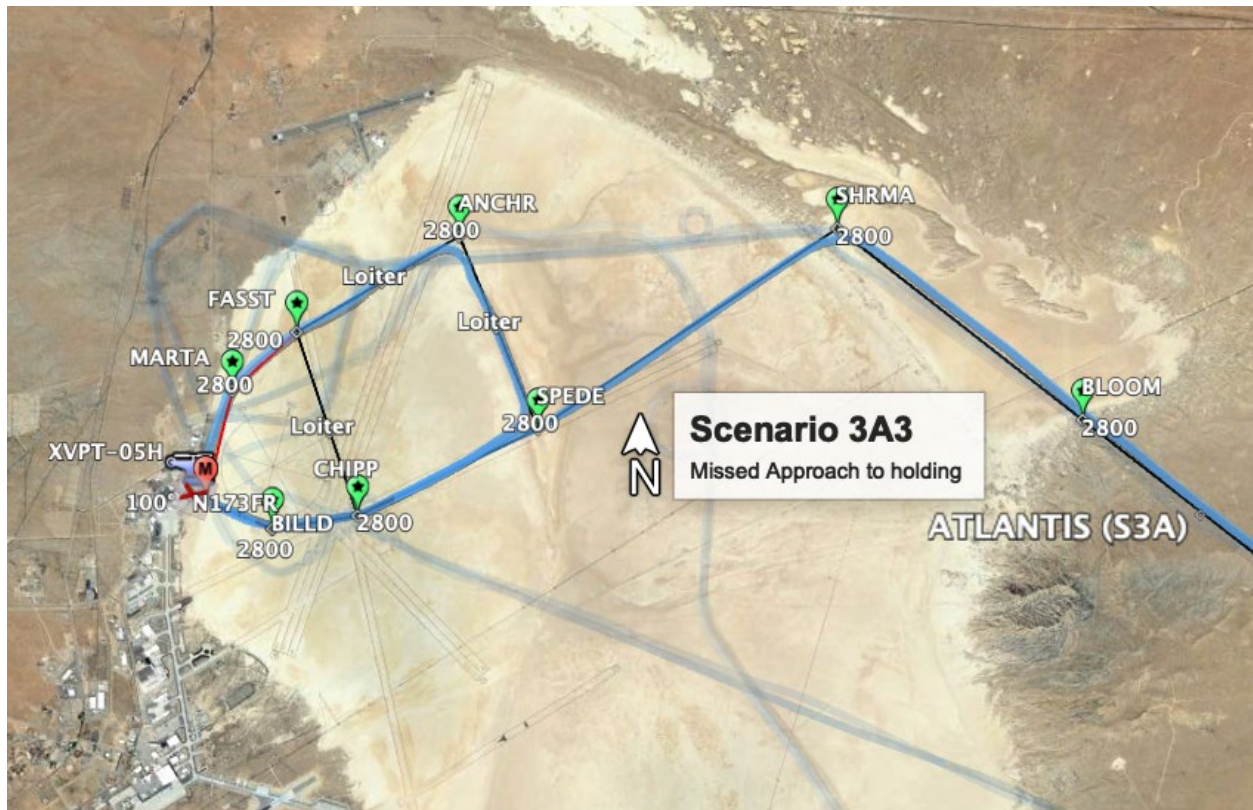 SHRMA
2800
ANCHR
2800
Loiter
FASST
2800
Loiter
MARTA
2800
BLOOM
2800
SPEDE
2800
Loiter
Scenario 3A3
Missed Approach to holding
N
XVPT-05H
M
CHIPP
2800
100°
N173FR
BILLD
2800
ATLANTIS (S3A)